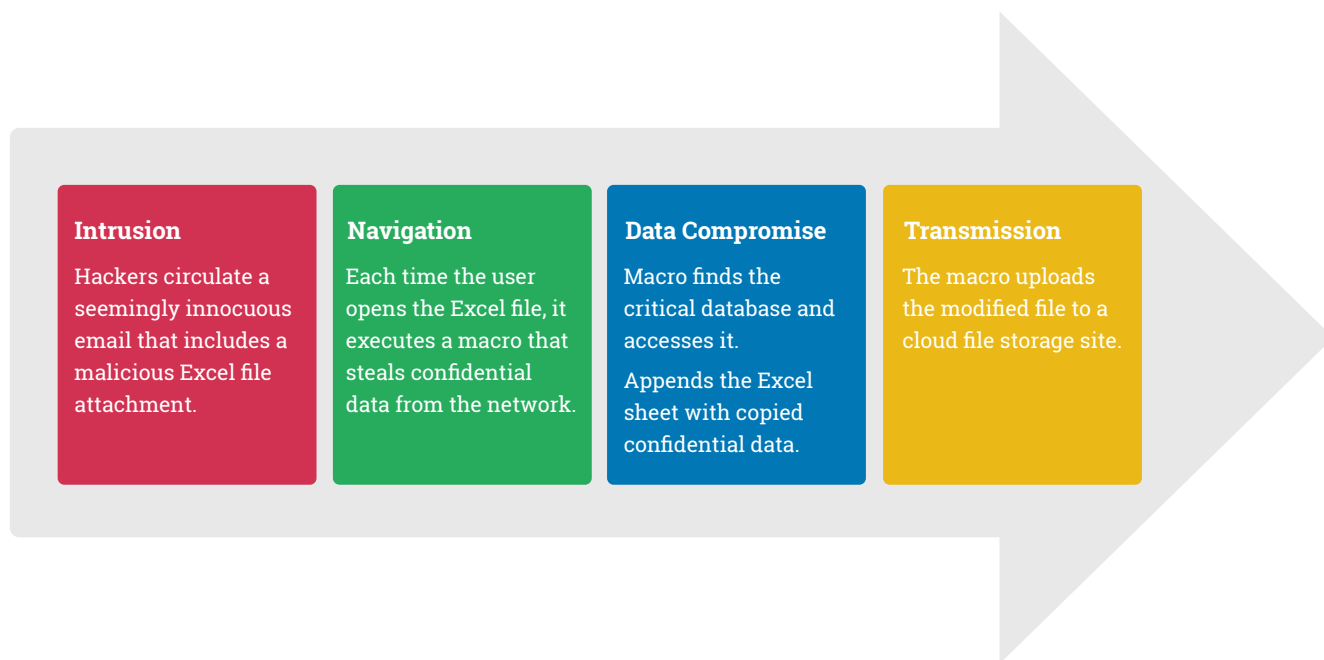 Intrusion
Hackers circulate a
seemingly innocuous
email that includes a
malicious Excel file
attachment.
Navigation
Each time the user
opens the Excel file, it
executes a macro that
steals confidential
data from the network.
Data Compromise
Macro finds the
critical database and
accesses it.
Appends the Excel
sheet with copied
confidential data.
Transmission
The macro uploads
the modified file to a
cloud file storage site.